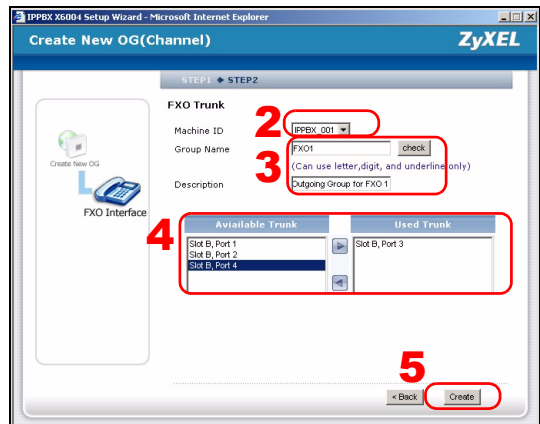 IPPBX X6004 Setup Wizard - Microsoft Internet Explorer
Create New OG(Channel)
ZyXEL
STEP1 STEP2
Create New OG
FXO Interface
FXO Trunk
Machine ID
2
IPPBX_001
Group Name
3
FXO1
check
(Can use letter,digit, and underline only)
Description
Outgoing Group for FXO 1
4
Aviailable Trunk
Used Trunk
Slot B, Port 1
Slot B, Port 2
Slot B, Port 4
Slot B, Port 3
5
< Back
Create